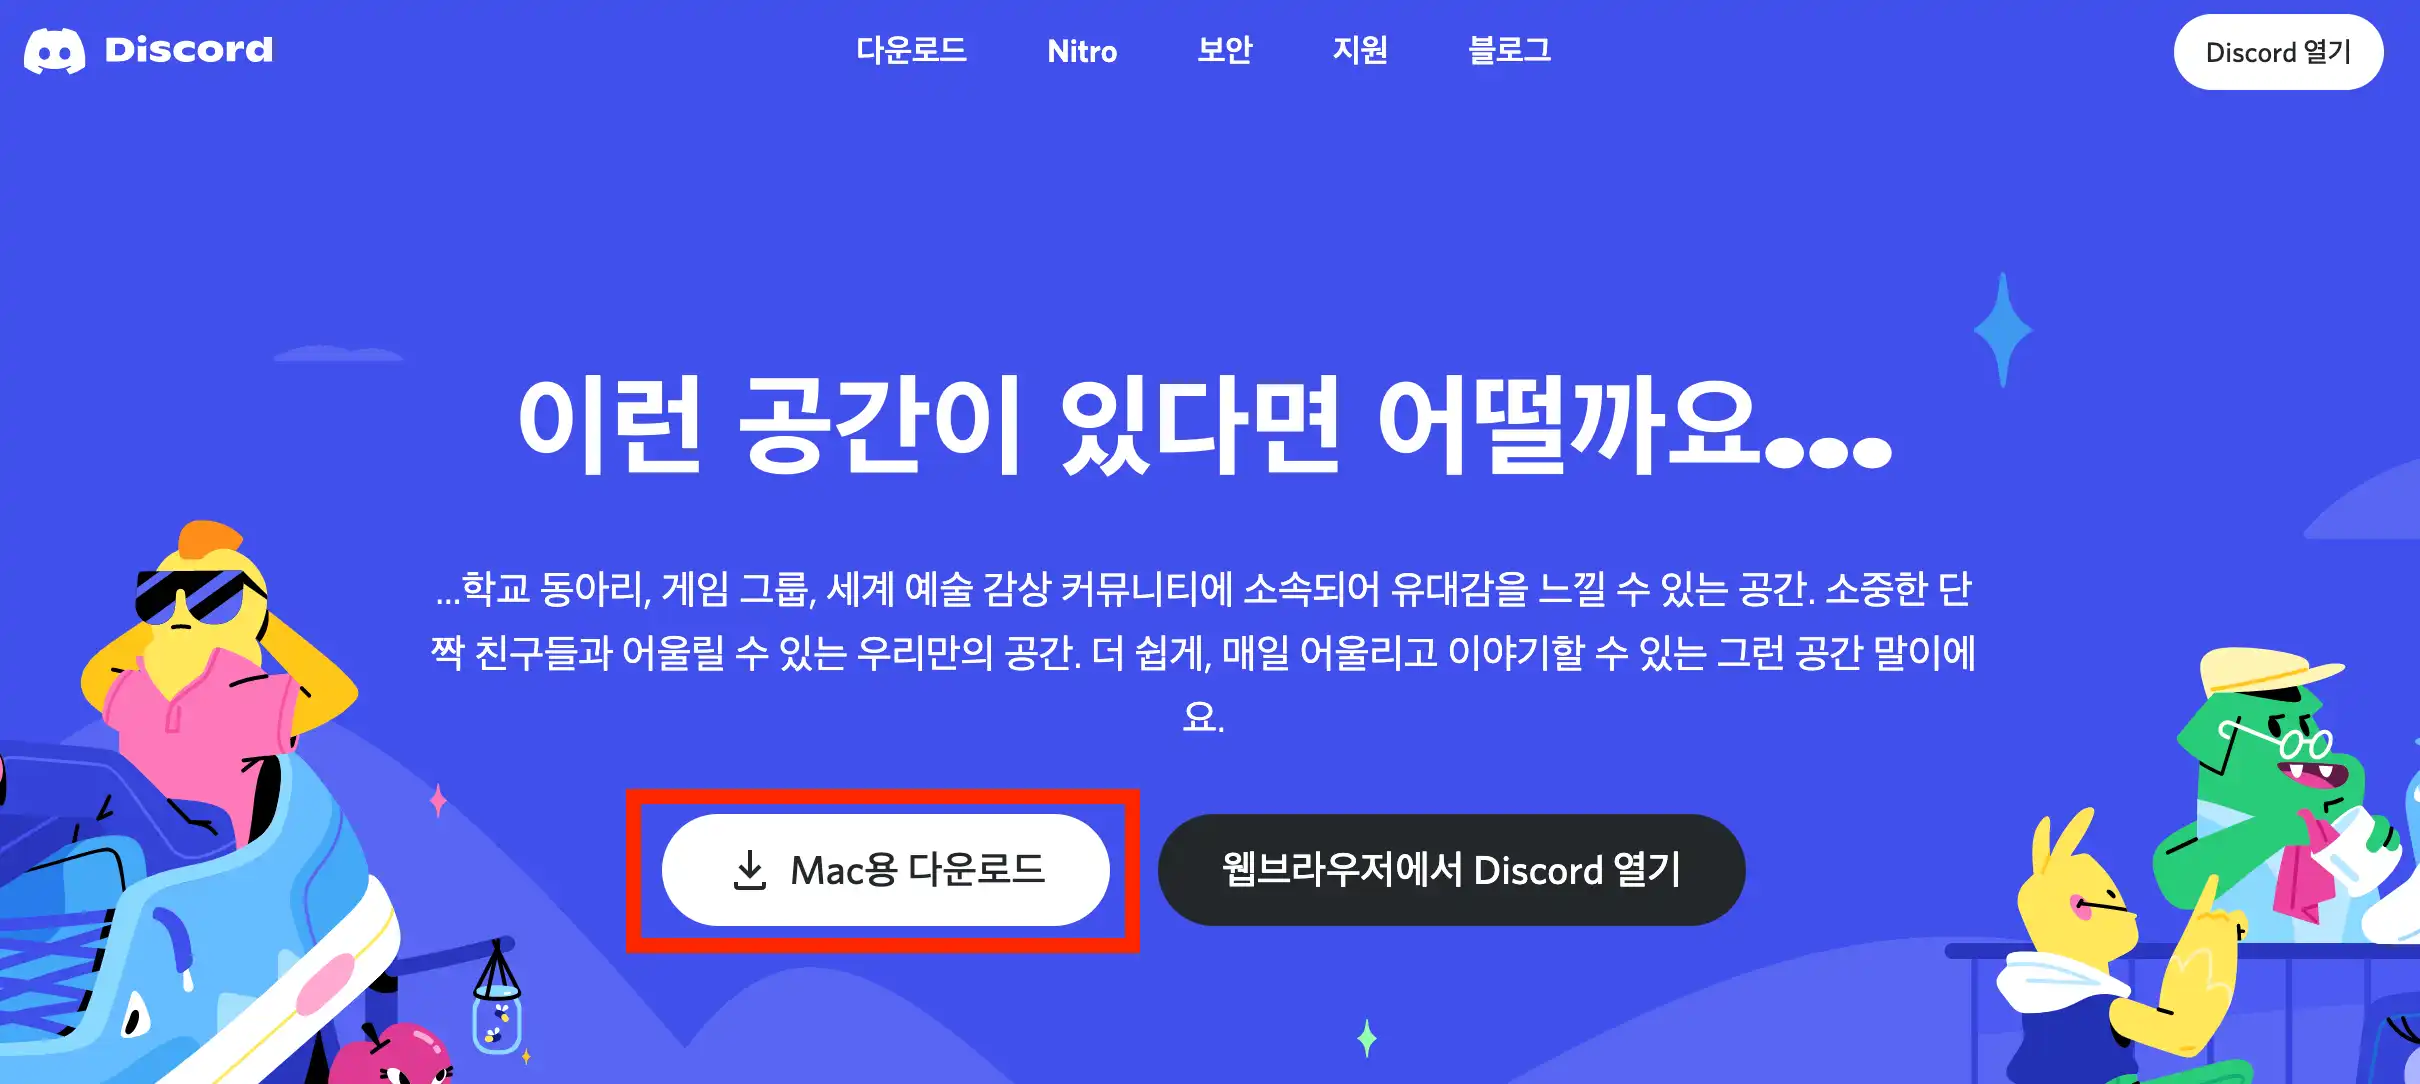 Discord
다운로드
Nitro
보안
지원
블로그
Discord 열기
이런 공간이 있다면 어떨까요...
...학교 동아리, 게임 그룹, 세계 예술 감상 커뮤니티에 소속되어 유대감을 느낄 수 있는 공간. 소중한 단
짝 친구들과 어울릴 수 있는 우리만의 공간. 더 쉽게, 매일 어울리고 이야기할 수 있는 그런 공간 말이에
요.
Mac용 다운로드
웹브라우저에서 Discord 열기